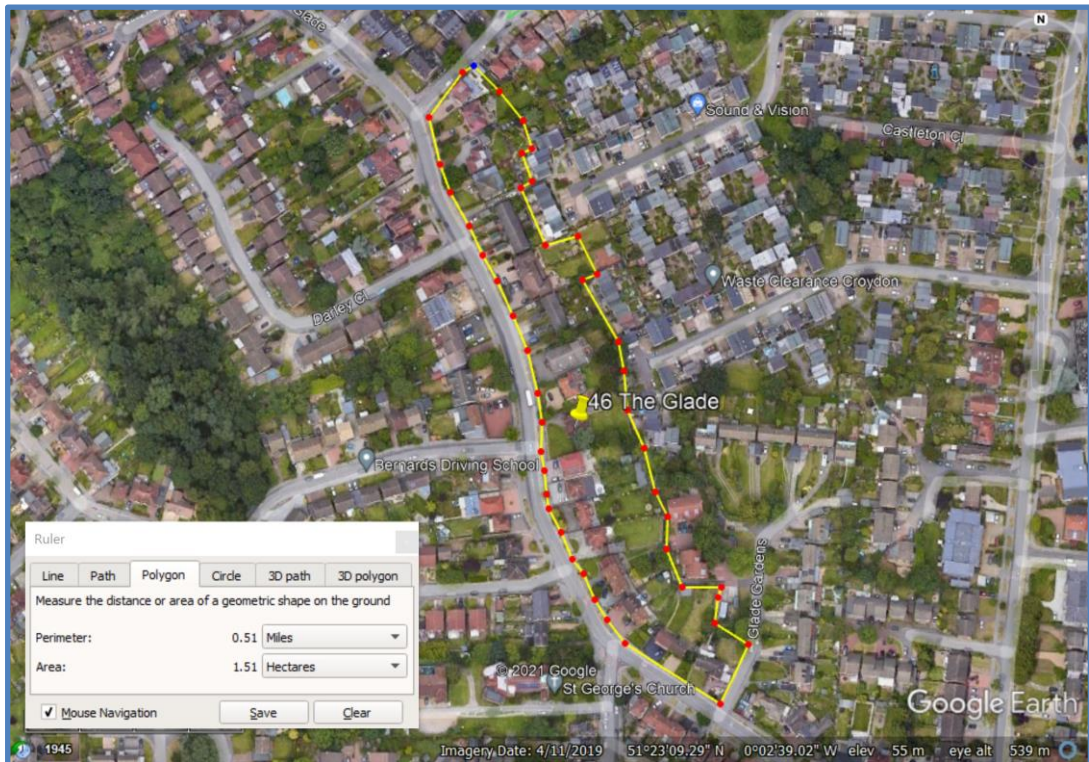 Glade
N
Sound & Vision
Castleton Cl
Waste Clearance Croydon
Darley Cl
46 The Glade
Bernards Driving School
Glade Gardens
Ruler
Line Path Polygon Circle 3D path 3D polygon
Measure the distance or area of a geometric shape on the ground
Perimeter: 0.51 Miles
Area: 1.51 Hectares
Mouse Navigation Save Clear
© 2021 Google
St George's Church
Google Earth
1945
Imagery Date: 4/11/2019 51°23'09.29" N 0°02'39.02" W elev 55 m eye alt 539 m